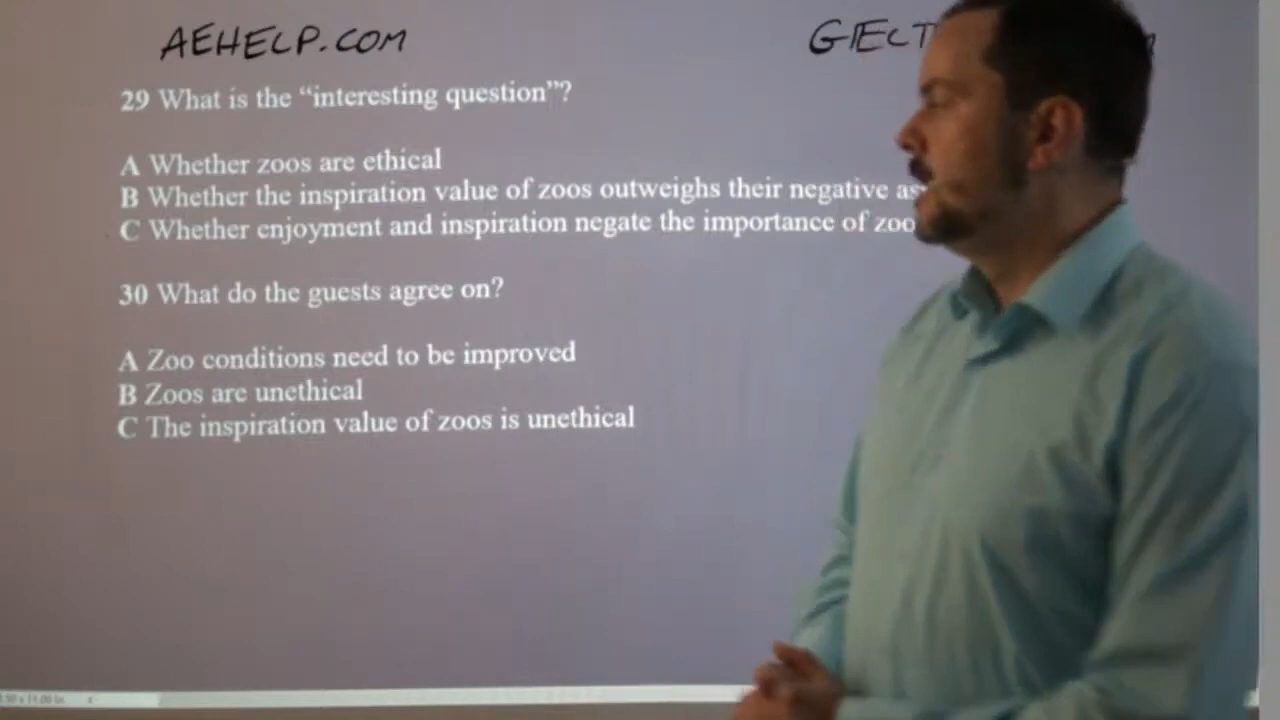 AEHELP.COM
GIELT
29 What is the "interesting question"?
A Whether zoos are ethical
B Whether the inspiration value of zoos outweighs their negative
C Whether enjoyment and inspiration negate the importance of
30 What do the guests agree on?
A Zoo conditions need to be improved
B Zoos are unethical
C The inspiration value of zoos is unethical